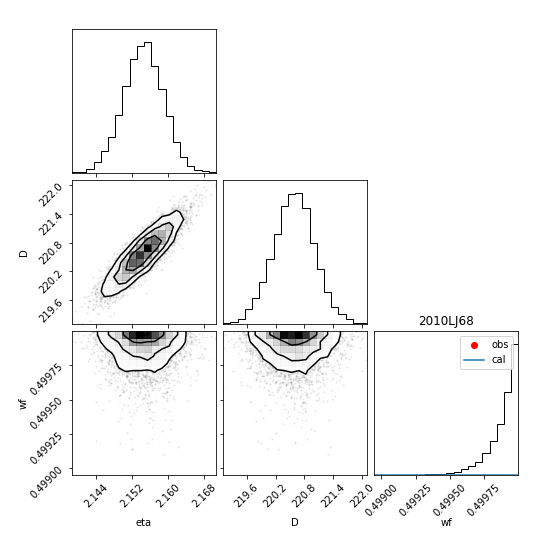 222.0
221.4
220.8
220.2
219.6
D
2010LJ68
obs
cal
0.49975
0.49950
0.49925
0.49900
wf
2.144 2.152 2.160 2.168
219.6 220.2 220.8 221.4 222.0
0.49900 0.49925 0.49950 0.49975
eta D wf